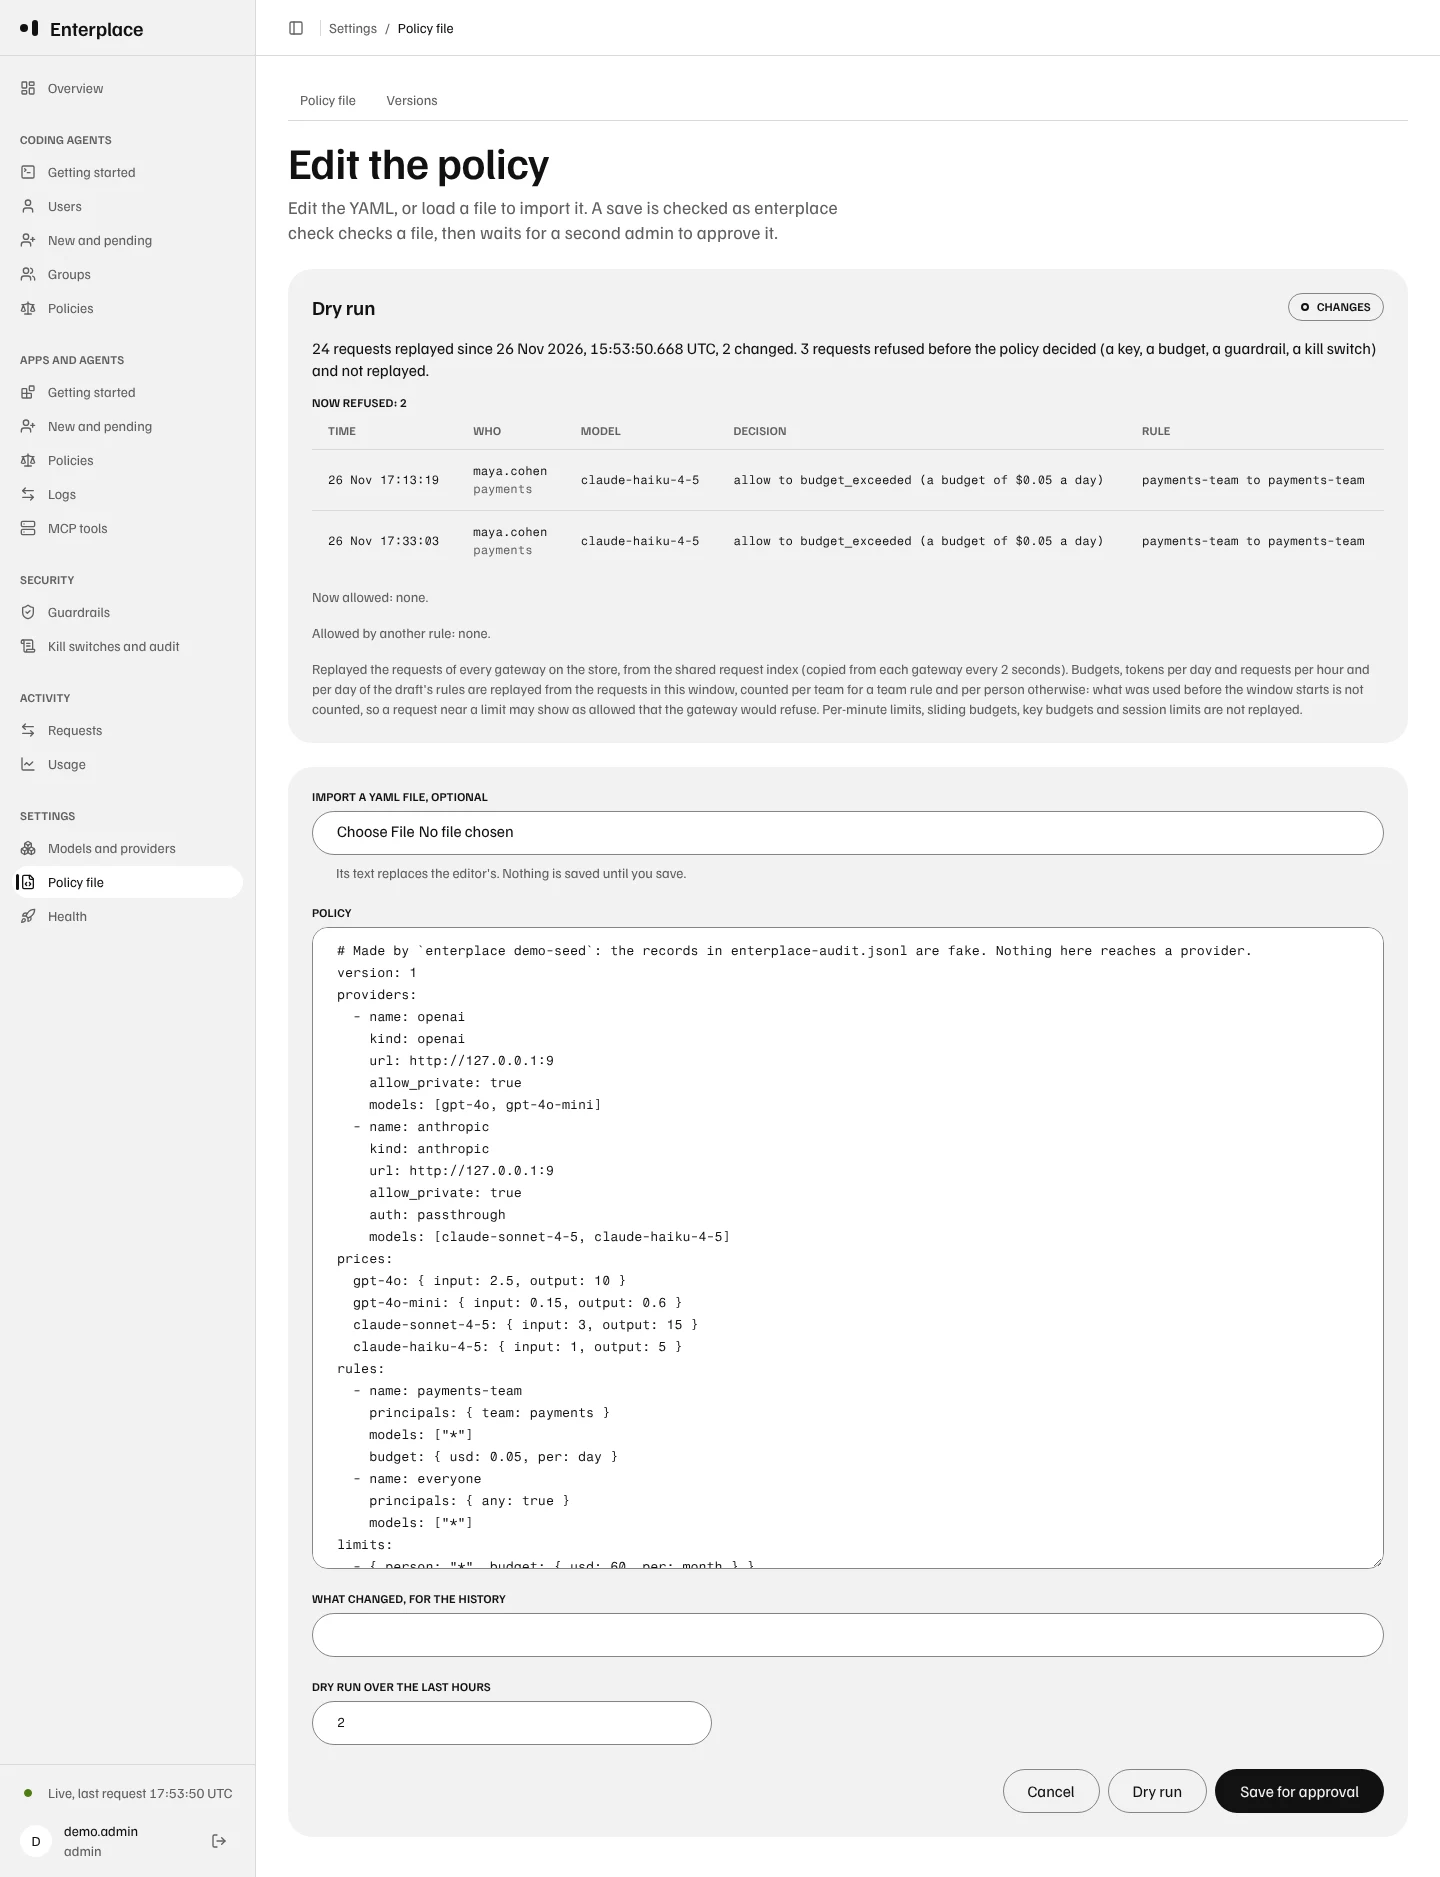 Enterplace
Overview
CODING AGENTS
Getting started
Users
New and pending
Groups
Policies
APPS AND AGENTS
Getting started
New and pending
Policies
Logs
MCP tools
SECURITY
Guardrails
Kill switches and audit
ACTIVITY
Requests
Usage
SETTINGS
Models and providers
Policy file
Health
Live, last request 17:53:50 UTC
D
demo.admin
admin
Settings / Policy file
Policy file Versions
Edit the policy
Edit the YAML, or load a file to import it. A save is checked as enterplace
check checks a file, then waits for a second admin to approve it.
Dry run
CHANGES
24 requests replayed since 26 Nov 2026, 15:53:50.668 UTC, 2 changed. 3 requests refused before the policy decided (a key, a budget, a guardrail, a kill switch)
and not replayed.
NOW REFUSED: 2
TIME WHO MODEL DECISION RULE
26 Nov 17:13:19 maya.cohen payments claude-haiku-4-5 allow to budget_exceeded (a budget of $0.05 a day) payments-team to payments-team
26 Nov 17:33:03 maya.cohen payments claude-haiku-4-5 allow to budget_exceeded (a budget of $0.05 a day) payments-team to payments-team
Now allowed: none.
Allowed by another rule: none.
Replayed the requests of every gateway on the store, from the shared request index (copied from each gateway every 2 seconds). Budgets, tokens per day and requests per hour and
per day of the draft's rules are replayed from the requests in this window, counted per team for a team rule and per person otherwise: what was used before the window starts is not
counted, so a request near a limit may show as allowed that the gateway would refuse. Per-minute limits, sliding budgets, key budgets and session limits are not replayed.
IMPORT A YAML FILE, OPTIONAL
Choose File No file chosen
Its text replaces the editor's. Nothing is saved until you save.
POLICY
# Made by `enterplace demo-seed`: the records in enterplace-audit.jsonl are fake. Nothing here reaches a provider.
version: 1
providers:
  - name: openai
    kind: openai
    url: http://127.0.0.1:9
    allow_private: true
    models: [gpt-4o, gpt-4o-mini]
  - name: anthropic
    kind: anthropic
    url: http://127.0.0.1:9
    allow_private: true
    auth: passthrough
    models: [claude-sonnet-4-5, claude-haiku-4-5]
prices:
  gpt-4o: { input: 2.5, output: 10 }
  gpt-4o-mini: { input: 0.15, output: 0.6 }
  claude-sonnet-4-5: { input: 3, output: 15 }
  claude-haiku-4-5: { input: 1, output: 5 }
rules:
  - name: payments-team
    principals: { team: payments }
    models: ["*"]
    budget: { usd: 0.05, per: day }
  - name: everyone
    principals: { any: true }
    models: ["*"]
limits:
  - { person: "*", budget: { usd: 60, per: month } }
WHAT CHANGED, FOR THE HISTORY
DRY RUN OVER THE LAST HOURS
2
Cancel Dry run Save for approval